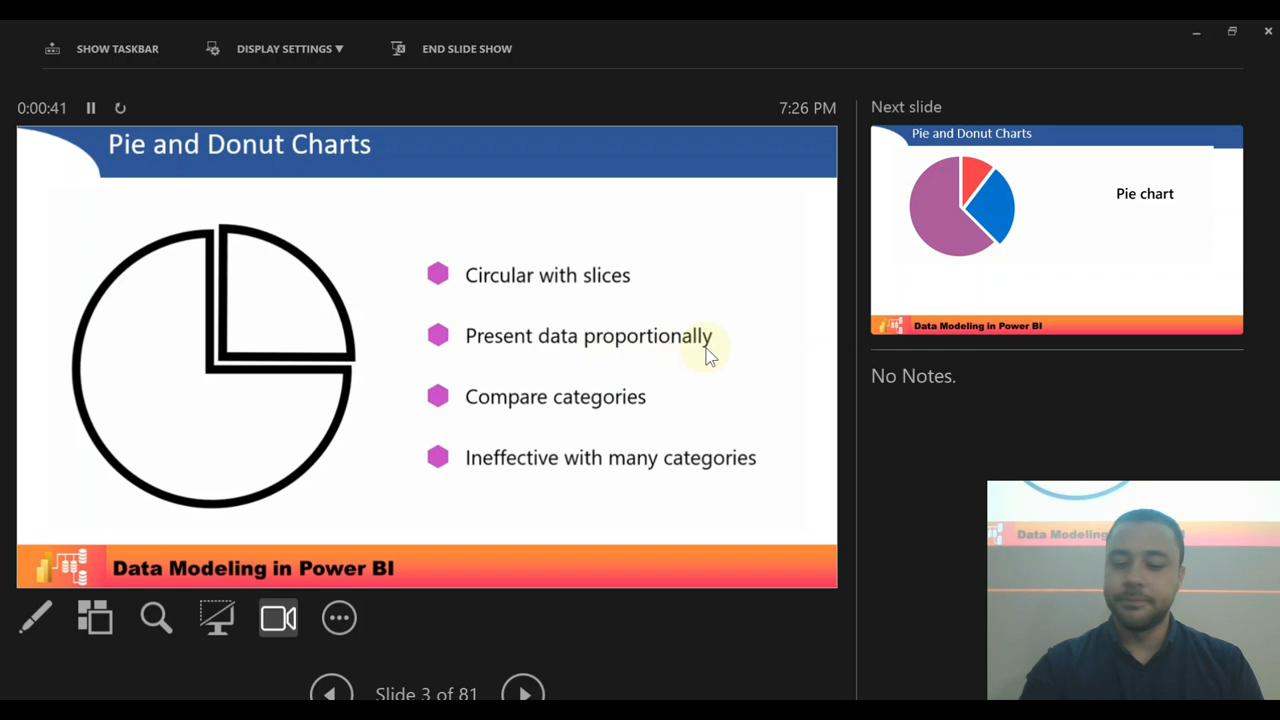 SHOW TASKBAR
DISPLAY SETTINGS ▼
END SLIDE SHOW
0:00:41
7:26 PM
Pie and Donut Charts
Circular with slices
Present data proportionally
Compare categories
Ineffective with many categories
Data Modeling in Power BI
Slide 3 of 81
Next slide
Pie and Donut Charts
Pie chart
Data Modeling in Power BI
No Notes.
Data Modeling